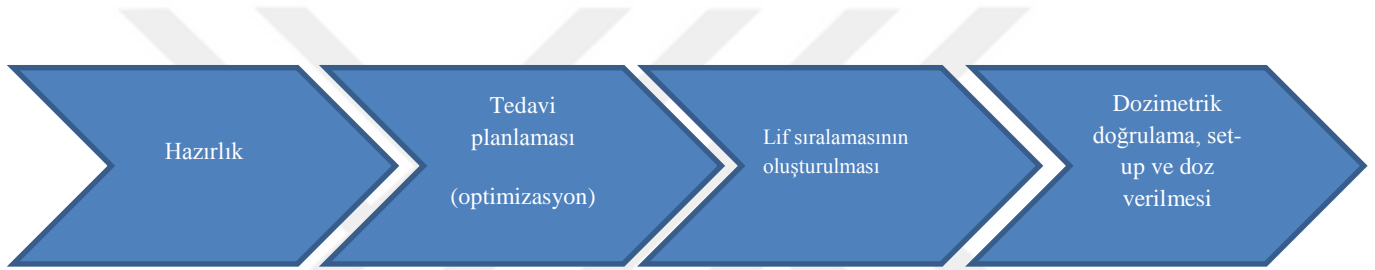 Hazırlık
Tedavi
planlaması
(optimizasyon)
Lif sıralamasının
oluşturulması
Dozimetrik
doğrulama, set-
up ve doz
verilmesi